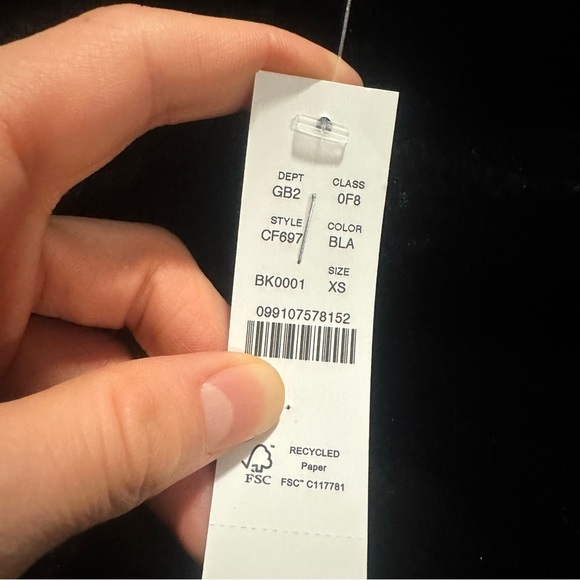 DEPT CLASS
GB2 0F8
STYLE COLOR
CF697 BLA
SIZE
BK0001 XS
099107578152
RECYCLED
Paper
FSC™ C117781
FSC